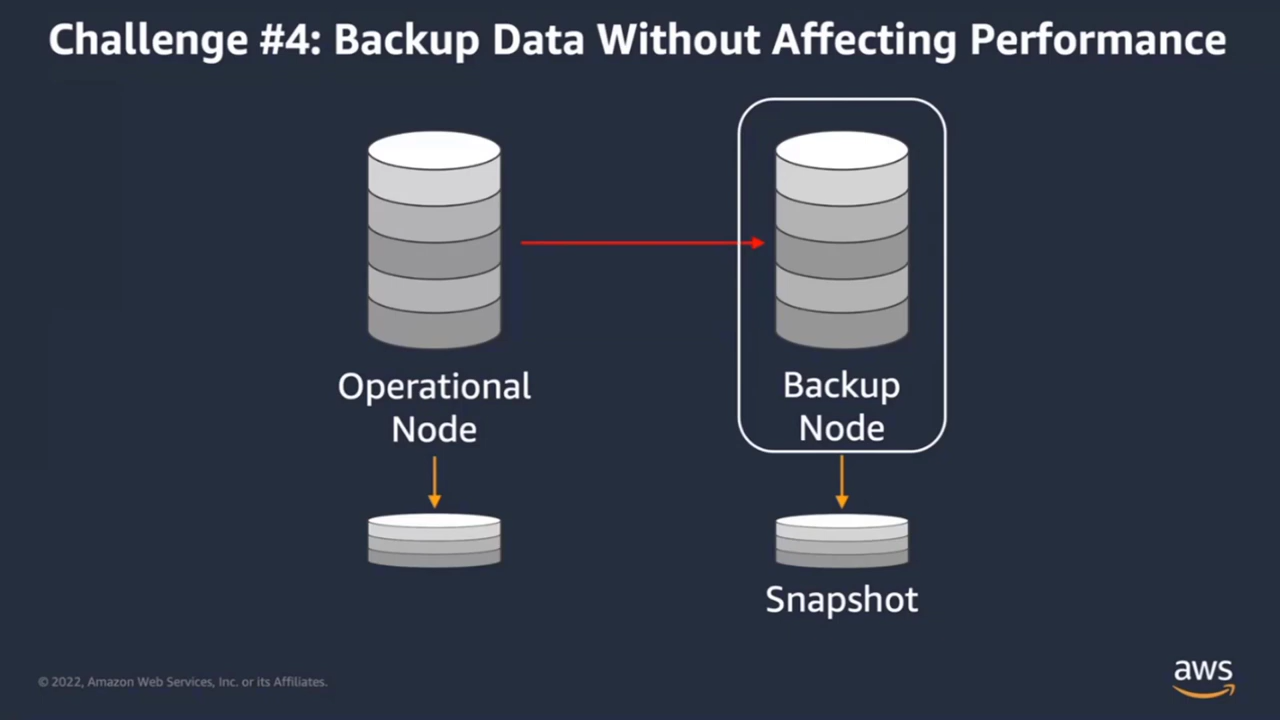 Challenge #4: Backup Data Without Affecting Performance
Operational
Node
Backup
Node
Snapshot
© 2022, Amazon Web Services, Inc. or its Affiliates.
aws